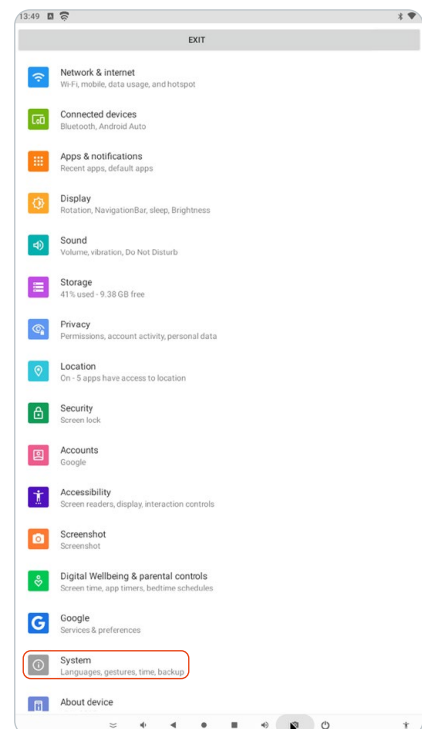 13:49
EXIT
Network & internet
Wi-Fi, mobile, data usage, and hotspot
Connected devices
Bluetooth, Android Auto
Apps & notifications
Recent apps, default apps
Display
Rotation, NavigationBar, sleep, Brightness
Sound
Volume, vibration, Do Not Disturb
Storage
41% used - 9.38 GB free
Privacy
Permissions, account activity, personal data
Location
On - 5 apps have access to location
Security
Screen lock
Accounts
Google
Accessibility
Screen readers, display, interaction controls
Screenshot
Screenshot
Digital Wellbeing & parental controls
Screen time, app timers, bedtime schedules
Google
Services & preferences
System
Languages, gestures, time, backup
About device